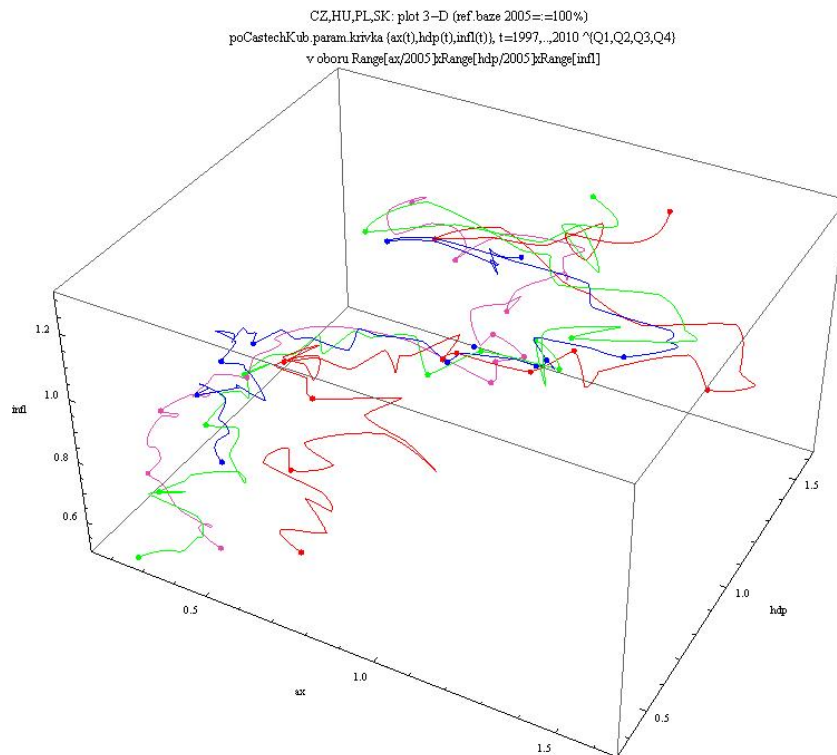 CZ,HU,PL,SK: plot 3-D (ref.baze 2005=:=100%)
poCastechKub.param.krivka {ax(t),hdp(t),infl(t)}, t=1997,..,2010 ^{Q1,Q2,Q3,Q4}
v oboru Range[ax/2005]xRange[hdp/2005]xRange[infl]
1.2
1.0
infl
0.8
0.6
0.5
1.0
1.5
ax
0.5
1.0
1.5
hdp